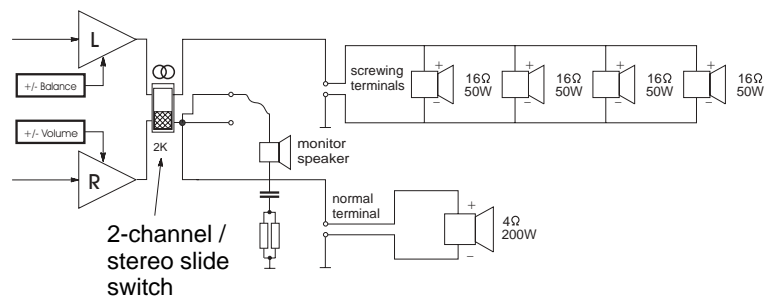 L
+/- Balance
+/- Volume
R
2K
2-channel /
stereo slide
switch
monitor
speaker
screwing
terminals
+
−
16Ω
50W
+
−
16Ω
50W
+
−
16Ω
50W
+
−
16Ω
50W
normal
terminal
+
−
4Ω
200W